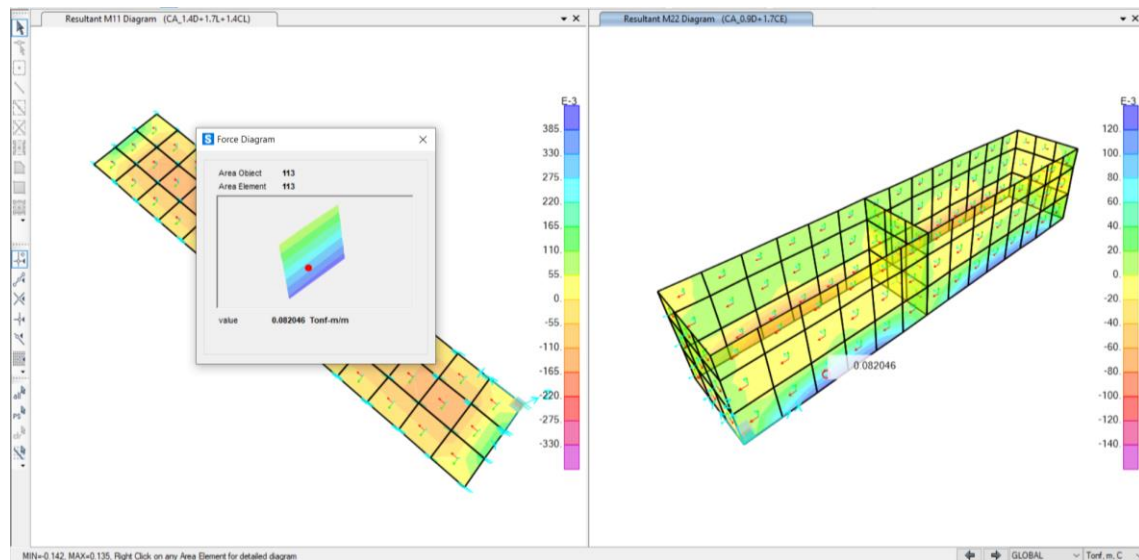 Resultant M11 Diagram (CA_1.4D+1.7L+1.4CL)
Resultant M22 Diagram (CA_0.9D+1.7CE)
Force Diagram
Area Object 113
Area Element 113
value 0.082046 Tonf-m/m
E-3
385.
330.
275.
220.
165.
110.
55.
0.
-55.
-110.
-165.
-220.
-275.
-330.
0.082046
E-3
120.
100.
80.
60.
40.
20.
0.
-20.
-40.
-60.
-80.
-100.
-120.
-140.
MIN=-0.142, MAX=0.135, Right Click on any Area Element for detailed diagram
GLOBAL
Tonf, m, C